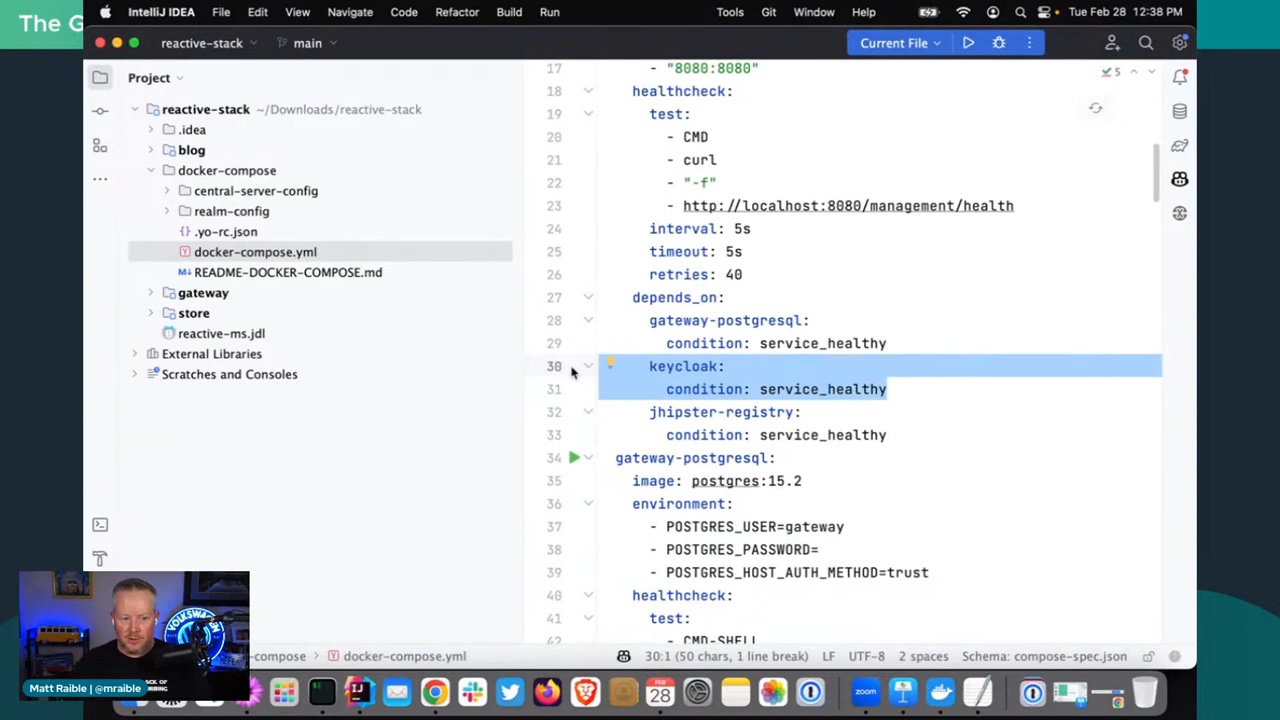 The G
IntelliJ IDEA File Edit View Navigate Code Refactor Build Run Tools Git Window Help Tue Feb 28 12:38 PM
reactive-stack main Current File
Project
reactive-stack ~/Downloads/reactive-stack
.idea
blog
docker-compose
central-server-config
realm-config
{} .yo-rc.json
docker-compose.yml
README-DOCKER-COMPOSE.md
gateway
store
reactive-ms.jdl
External Libraries
Scratches and Consoles
5
17 - "8080:8080"
18 healthcheck:
19 test:
20 - CMD
21 - curl
22 - "-f"
23 - http://localhost:8080/management/health
24 interval: 5s
25 timeout: 5s
26 retries: 40
27 depends_on:
28 gateway-postgresql:
29 condition: service_healthy
30 keycloak:
31 condition: service_healthy
32 jhipster-registry:
33 condition: service_healthy
34 gateway-postgresql:
35 image: postgres:15.2
36 environment:
37 - POSTGRES_USER=gateway
38 - POSTGRES_PASSWORD=
39 - POSTGRES_HOST_AUTH_METHOD=trust
40 healthcheck:
41 test:
42 - CMD-SHELL
-compose docker-compose.yml 30:1 (50 chars, 1 line break) LF UTF-8 2 spaces Schema: compose-spec.json
VOLKSWAGEN
Matt Raible | @mraible
FEB
28
zoom